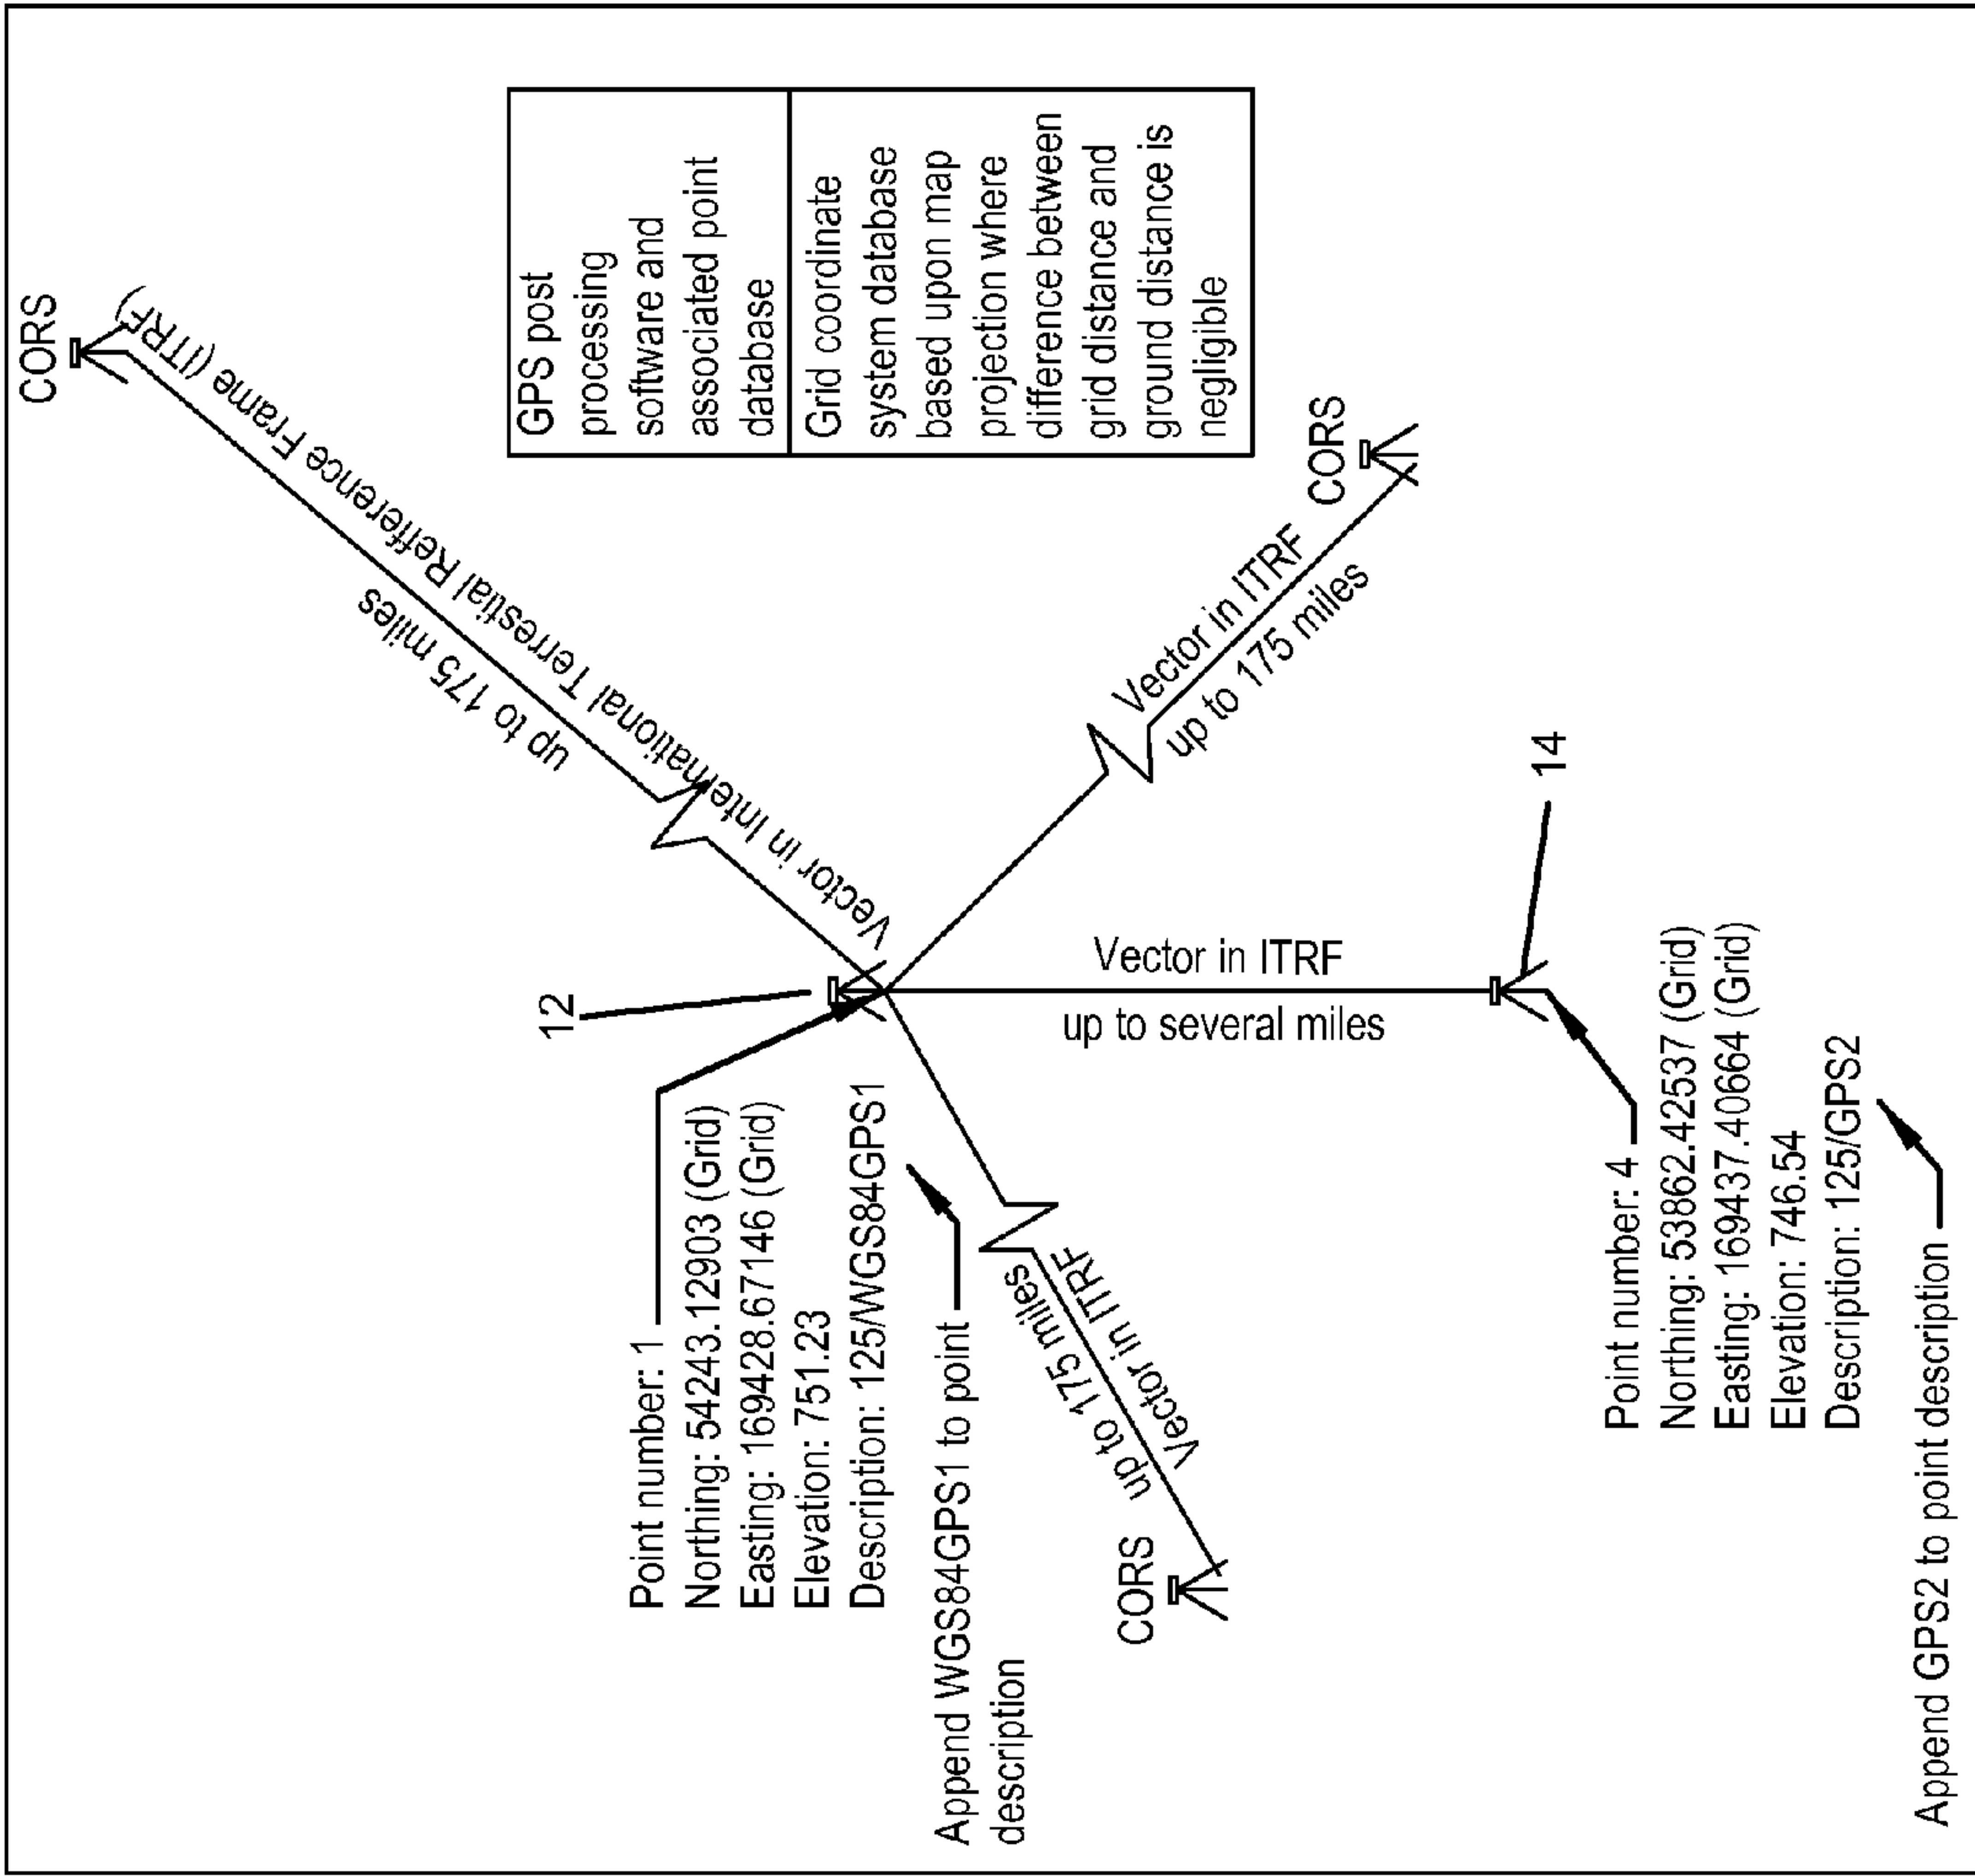 CORS
Vector in International Terrestial Refference Frame (ITRF)
up to 175 miles
GPS post
processing
software and
associated point
database
Grid coordinate
system database
based upon map
projection where
difference between
grid distance and
ground distance is
negligible
12
Point number: 1
Northing: 54243.12903 (Grid)
Easting: 169428.67146 (Grid)
Elevation: 751.23
Description: 125/WGS84GPS1
Append WGS84GPS1 to point
description
CORS
up to 175 miles
Vector in ITRF
Vector in ITRF
up to several miles
Vector in ITRF
up to 175 miles
CORS
14
Point number: 4
Northing: 53862.42537 (Grid)
Easting: 169437.40664 (Grid)
Elevation: 746.54
Description: 125/GPS2
Append GPS2 to point description